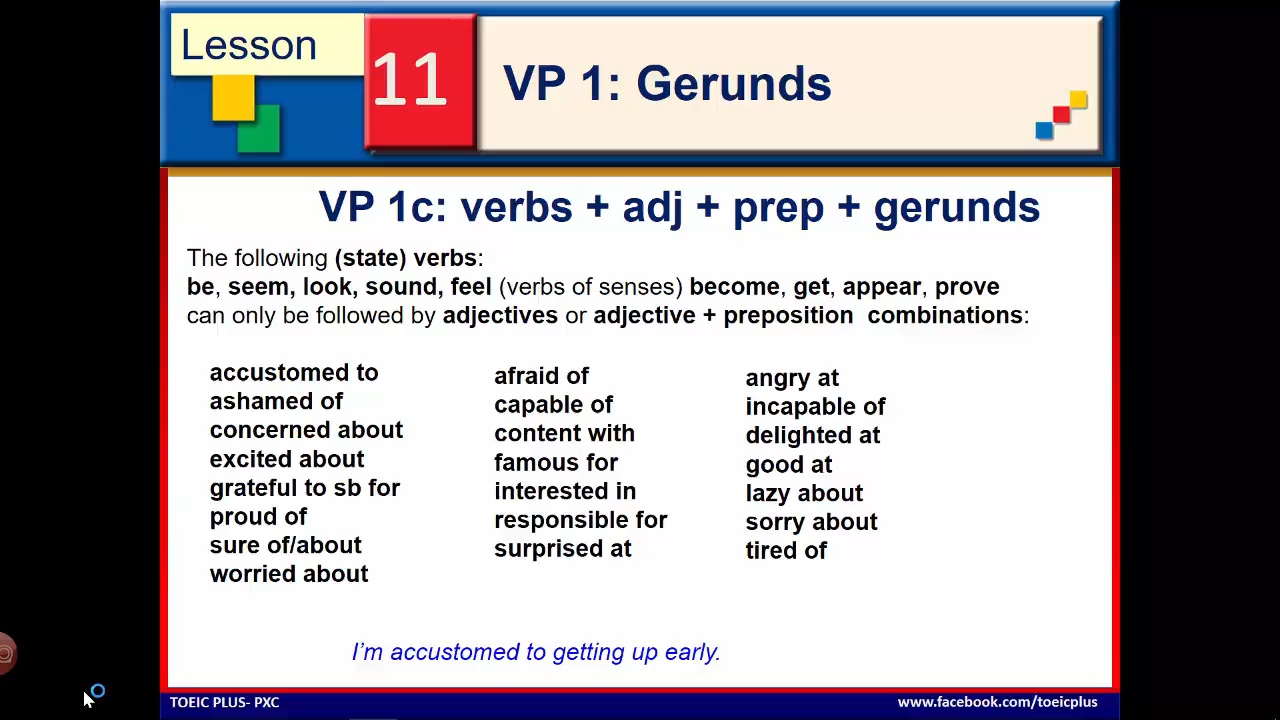 Lesson
11
VP 1: Gerunds
VP 1c: verbs + adj + prep + gerunds
The following (state) verbs:
be, seem, look, sound, feel (verbs of senses) become, get, appear, prove
can only be followed by adjectives or adjective + preposition combinations:
accustomed to
ashamed of
concerned about
excited about
grateful to sb for
proud of
sure of/about
worried about
afraid of
capable of
content with
famous for
interested in
responsible for
surprised at
angry at
incapable of
delighted at
good at
lazy about
sorry about
tired of
I'm accustomed to getting up early.
TOEIC PLUS- PXC
www.facebook.com/toeicplus